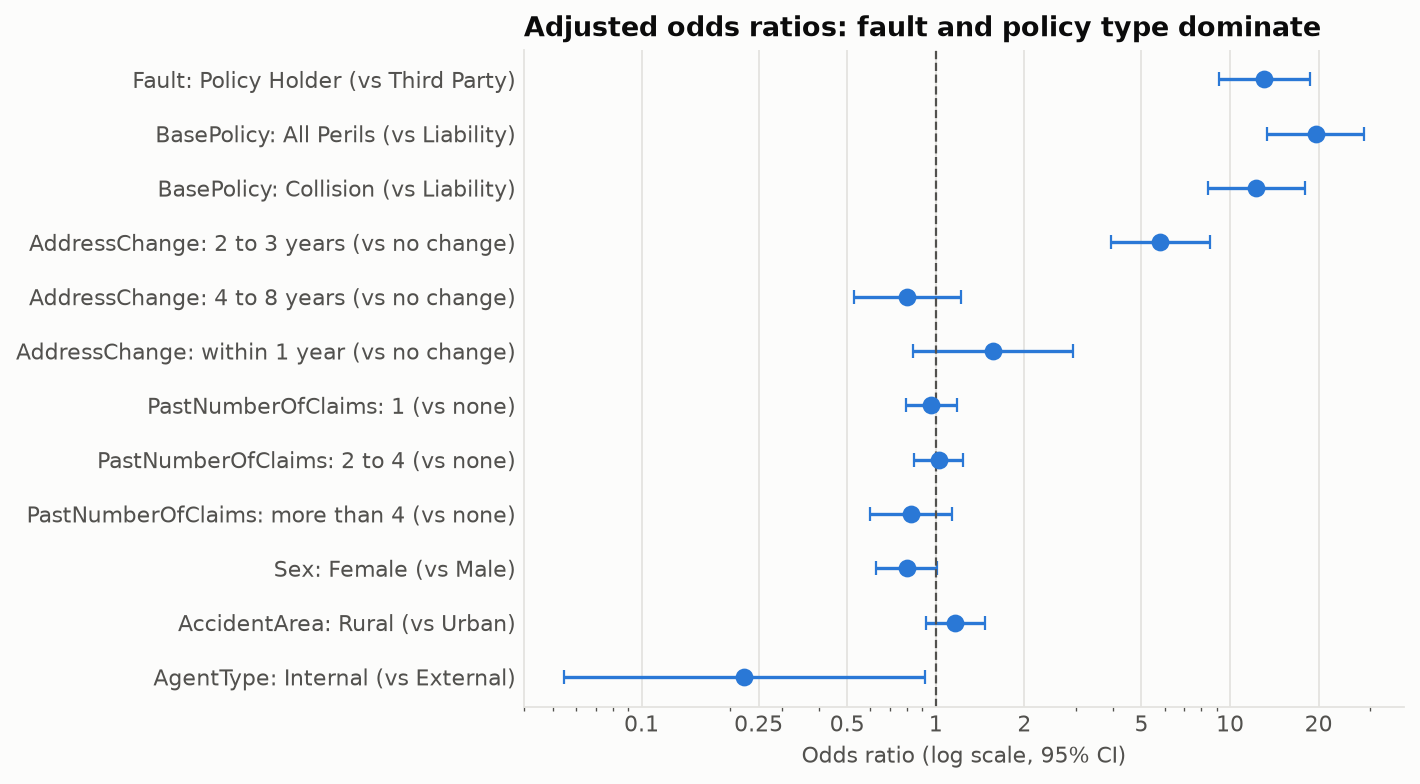 Adjusted odds ratios: fault and policy type dominate
Fault: Policy Holder (vs Third Party)
BasePolicy: All Perils (vs Liability)
BasePolicy: Collision (vs Liability)
AddressChange: 2 to 3 years (vs no change)
AddressChange: 4 to 8 years (vs no change)
AddressChange: within 1 year (vs no change)
PastNumberOfClaims: 1 (vs none)
PastNumberOfClaims: 2 to 4 (vs none)
PastNumberOfClaims: more than 4 (vs none)
Sex: Female (vs Male)
AccidentArea: Rural (vs Urban)
AgentType: Internal (vs External)
0.1 0.25 0.5 1 2 5 10 20
Odds ratio (log scale, 95% CI)